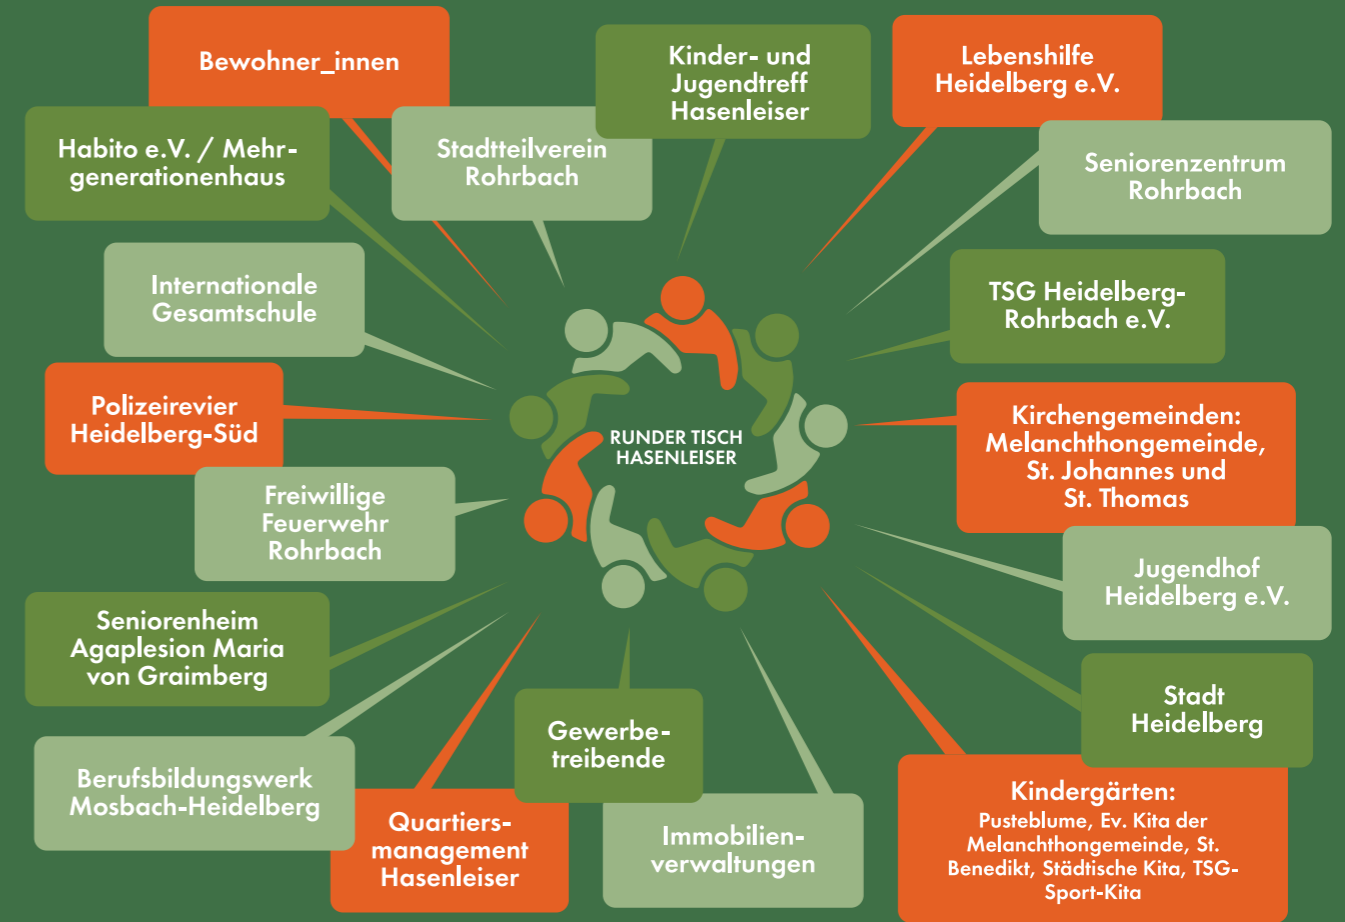 Bewohner_innen
Kinder- und
Jugendtreff
Hasenleiser
Lebenshilfe
Heidelberg e.V.
Habito e.V. / Mehr-
generationenhaus
Stadtteilverein
Rohrbach
Seniorenzentrum
Rohrbach
Internationale
Gesamtschule
TSG Heidelberg-
Rohrbach e.V.
Polizeirevier
Heidelberg-Süd
RUNDER TISCH
HASENLEISER
Kirchengemeinden:
Melanchthongemeinde,
St. Johannes und
St. Thomas
Freiwillige
Feuerwehr
Rohrbach
Jugendhof
Heidelberg e.V.
Seniorenheim
Agaplesion Maria
von Graimberg
Stadt
Heidelberg
Gewerbe-
treibende
Berufsbildungswerk
Mosbach-Heidelberg
Quartiers-
management
Hasenleiser
Immobilien-
verwaltungen
Kindergärten:
Pusteblume, Ev. Kita der
Melanchthongemeinde, St.
Benedikt, Städtische Kita, TSG-
Sport-Kita